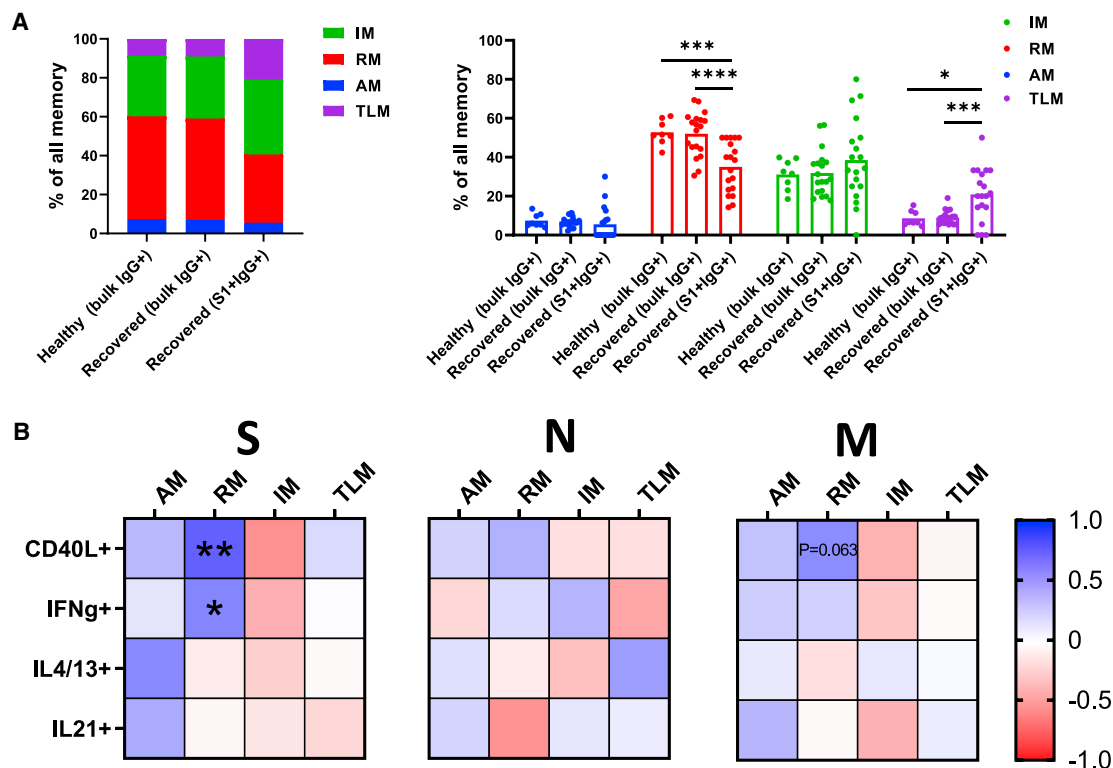 A
% of all memory
100
80
60
40
20
0
Healthy (bulk IgG+)
Recovered (bulk IgG+)
Recovered (S1+IgG+)
IM
RM
AM
TLM
% of all memory
100
80
60
40
20
0
***
****
*
***
Healthy (bulk IgG+)
Recovered (bulk IgG+)
Recovered (S1+IgG+)
Healthy (bulk IgG+)
Recovered (bulk IgG+)
Recovered (S1+IgG+)
Healthy (bulk IgG+)
Recovered (bulk IgG+)
Recovered (S1+IgG+)
Healthy (bulk IgG+)
Recovered (bulk IgG+)
Recovered (S1+IgG+)
IM
RM
AM
TLM
B
S
AM RM IM TLM
CD40L+
IFNg+
IL4/13+
IL21+
**
*
N
AM RM IM TLM
M
AM RM IM TLM
P=0.063
1.0
0.5
0
-0.5
-1.0